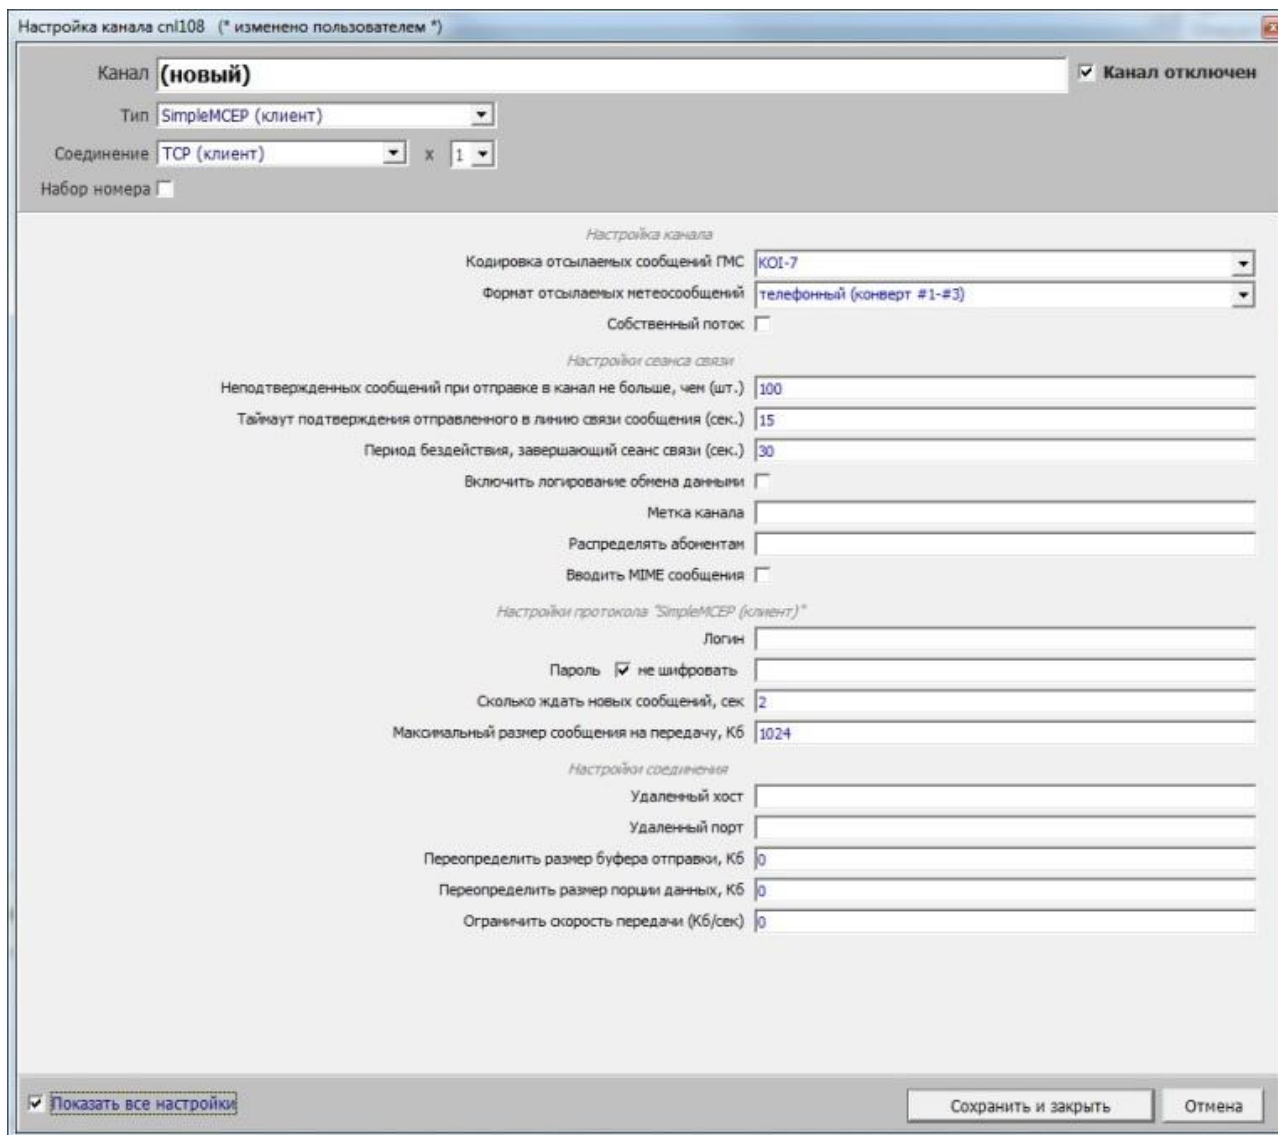 Настройка канала cnl108 (* изменено пользователем *)
Канал (новый) Канал отключен
Тип SimpleMCEP (клиент)
Соединение TCP (клиент) x 1
Набор номера
Настройка канала
Кодировка отсылаемых сообщений ГМС KOI-7
Формат отсылаемых метеосообщений телефонный (конверт #1-#3)
Собственный поток
Настройки сеанса связи
Неподтвержденных сообщений при отправке в канал не больше, чем (шт.) 100
Таймаут подтверждения отправленного в линию связи сообщения (сек.) 15
Период бездействия, завершающий сеанс связи (сек.) 30
Включить логирование обмена данными
Метка канала
Распределять абонентам
Вводить MIME сообщения
Настройки протокола "SimpleMCEP (клиент)"
Логин
Пароль не шифровать
Сколько ждать новых сообщений, сек 2
Максимальный размер сообщения на передачу, Кб 1024
Настройки соединения
Удаленный хост
Удаленный порт
Переопределить размер буфера отправки, Кб 0
Переопределить размер порции данных, Кб 0
Ограничить скорость передачи (Кб/сек) 0
Показать все настройки Сохранить и закрыть Отмена